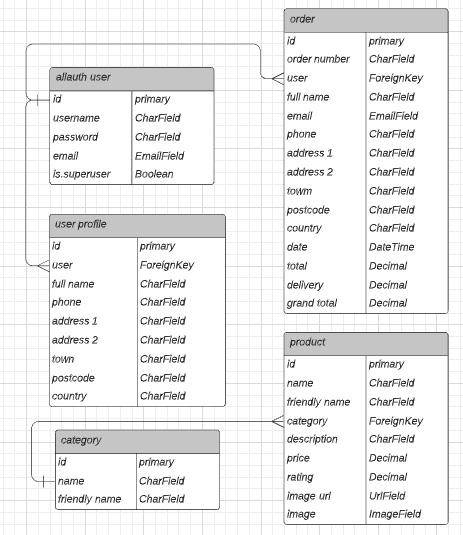 allauth user
id primary
username CharField
password CharField
email EmailField
is.superuser Boolean
user profile
id primary
user ForeignKey
full name CharField
phone CharField
address 1 CharField
address 2 CharField
town CharField
postcode CharField
country CharField
category
id primary
name CharField
friendly name CharField
order
id primary
order number CharField
user ForeignKey
full name CharField
email EmailField
phone CharField
address 1 CharField
address 2 CharField
towm CharField
postcode CharField
country CharField
date DateTime
total Decimal
delivery Decimal
grand total Decimal
product
id primary
name CharField
friendly name CharField
category ForeignKey
description CharField
price Decimal
rating Decimal
image url UrlField
image ImageField